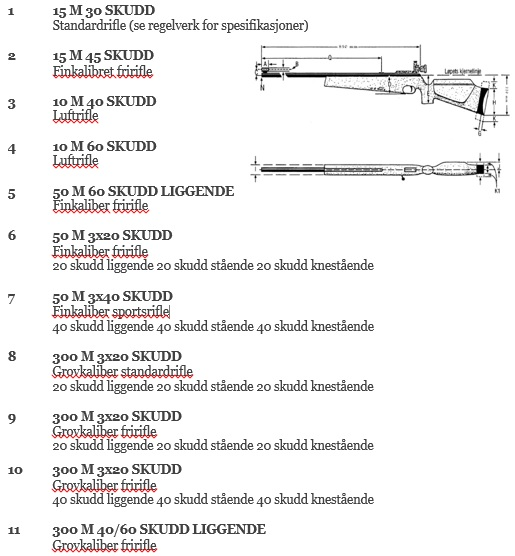 1 15 M 30 SKUDD
Standardrifle (se regelverk for spesifikasjoner)
2 15 M 45 SKUDD
Finkalibret fririfle
3 10 M 40 SKUDD
Luftrifle
4 10 M 60 SKUDD
Luftrifle
5 50 M 60 SKUDD LIGGENDE
Finkaliber fririfle
6 50 M 3x20 SKUDD
Finkaliber fririfle
20 skudd liggende 20 skudd stående 20 skudd knestående
7 50 M 3x40 SKUDD
Finkaliber sportsrifle
40 skudd liggende 40 skudd stående 40 skudd knestående
8 300 M 3x20 SKUDD
Grovkaliber standardrifle
20 skudd liggende 20 skudd stående 20 skudd knestående
9 300 M 3x20 SKUDD
Grovkaliber fririfle
20 skudd liggende 20 skudd stående 20 skudd knestående
10 300 M 3x20 SKUDD
Grovkaliber fririfle
40 skudd liggende 40 skudd stående 40 skudd knestående
11 300 M 40/60 SKUDD LIGGENDE
Grovkaliber fririfle
Løpets kjernelinje
A
B
N
H
K
G
K1